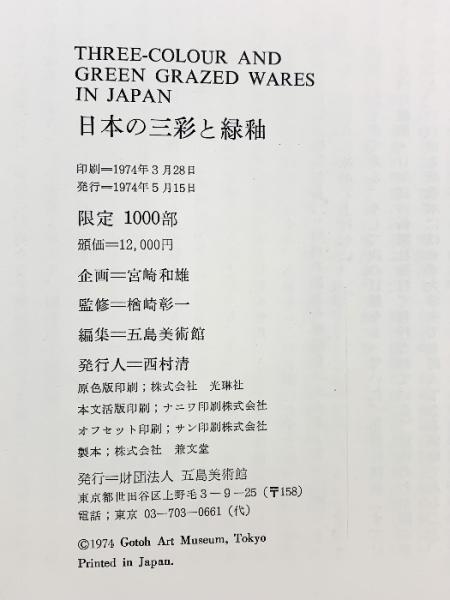 THREE-COLOUR AND
GREEN GRAZED WARES
IN JAPAN
日本の三彩と緑釉
印刷＝1974年3月28日
発行＝1974年5月15日
限定 1000部
頒価＝12,000円
企画＝宮崎和雄
監修＝楢崎彰一
編集＝五島美術館
発行人＝西村清
原色版印刷；株式会社 光琳社
本文活版印刷；ナニワ印刷株式会社
オフセット印刷；サン印刷株式会社
製本；株式会社 兼文堂
発行＝財団法人 五島美術館
東京都世田谷区上野毛3－9－25（〒158）
電話；東京 03―703―0661（代）
©1974 Gotoh Art Museum, Tokyo
Printed in Japan.